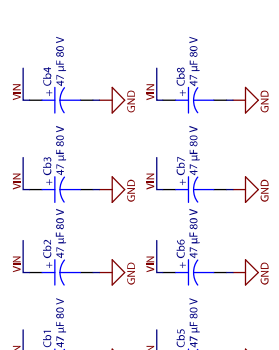 VIN
+ Cb4
47 µF 80 V
GND
VIN
+ Cb8
47 µF 80 V
GND
VIN
+ Cb3
47 µF 80 V
GND
VIN
+ Cb7
47 µF 80 V
GND
VIN
+ Cb2
47 µF 80 V
GND
VIN
+ Cb6
47 µF 80 V
GND
Cb1
47 µF 80 V
Cb5
47 µF 80 V